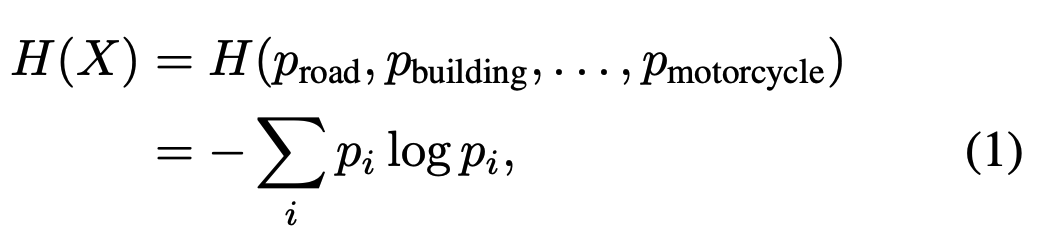 H(X) = H(p_road, p_building, . . . , p_motorcycle)
= − ∑_i p_i log p_i, (1)